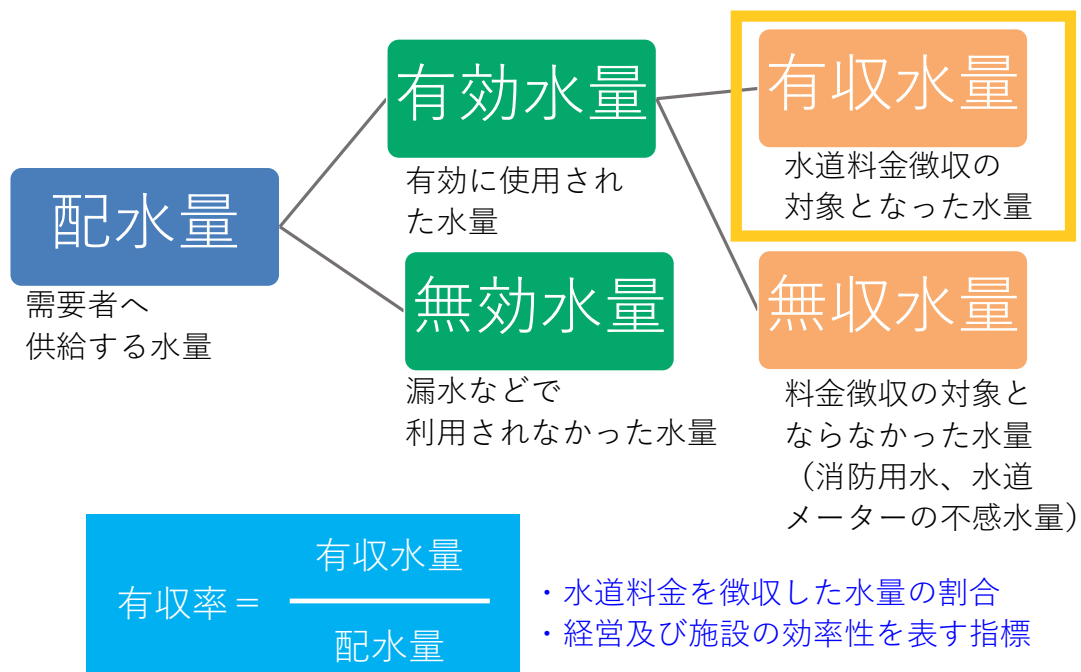 配水量
需要者へ
供給する水量
有効水量
有効に使用され
た水量
無効水量
漏水などで
利用されなかった水量
有収水量
水道料金徴収の
対象となった水量
無収水量
料金徴収の対象と
ならなかった水量
（消防用水、水道
メーターの不感水量）
有収率＝
有収水量
配水量
・水道料金を徴収した水量の割合
・経営及び施設の効率性を表す指標